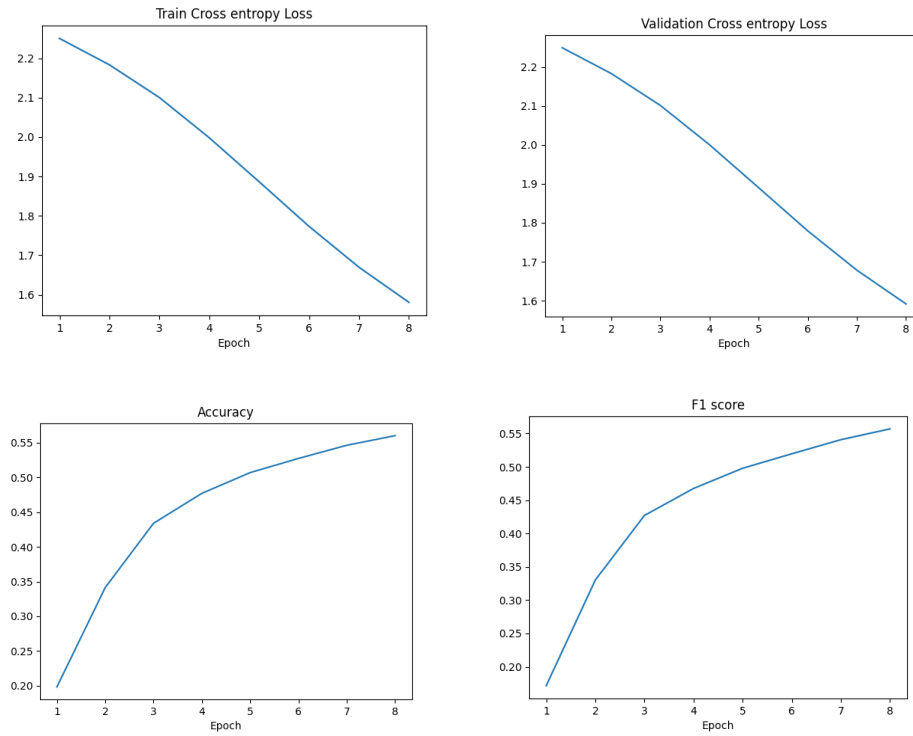 Train Cross entropy Loss
2.2
2.1
2.0
1.9
1.8
1.7
1.6
1 2 3 4 5 6 7 8
Epoch
Validation Cross entropy Loss
2.2
2.1
2.0
1.9
1.8
1.7
1.6
1 2 3 4 5 6 7 8
Epoch
Accuracy
0.55
0.50
0.45
0.40
0.35
0.30
0.25
0.20
1 2 3 4 5 6 7 8
Epoch
F1 score
0.55
0.50
0.45
0.40
0.35
0.30
0.25
0.20
1 2 3 4 5 6 7 8
Epoch